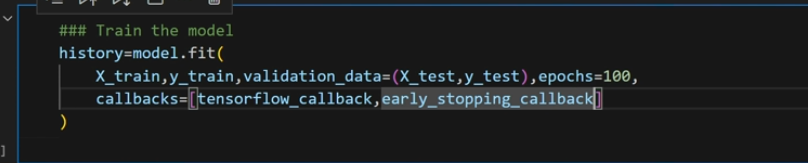 ### Train the model
history=model.fit(
X_train,y_train,validation_data=(X_test,y_test),epochs=100,
callbacks=[tensorflow_callback,early_stopping_callback]
)
]